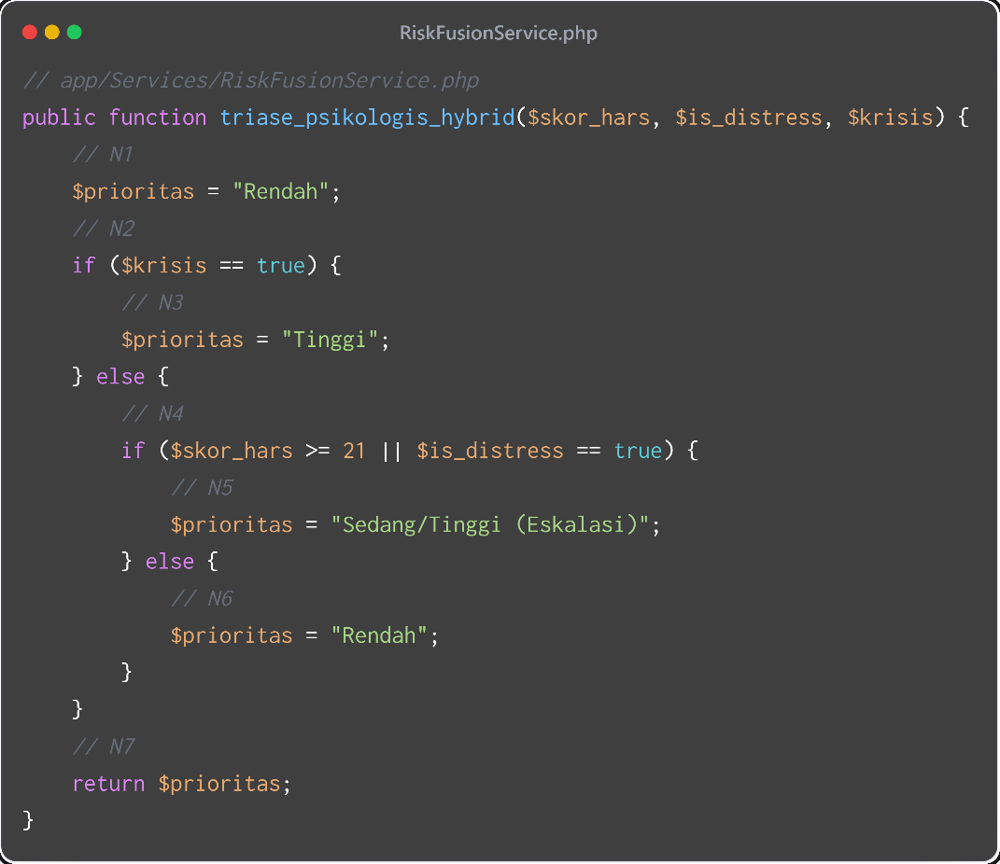 RiskFusionService.php
// app/Services/RiskFusionService.php
public function triase_psikologis_hybrid($skor_hars, $is_distress, $krisis) {
    // N1
    $prioritas = "Rendah";
    // N2
    if ($krisis == true) {
        // N3
        $prioritas = "Tinggi";
    } else {
        // N4
        if ($skor_hars >= 21 || $is_distress == true) {
            // N5
            $prioritas = "Sedang/Tinggi (Eskalasi)";
        } else {
            // N6
            $prioritas = "Rendah";
        }
    }
    // N7
    return $prioritas;
}